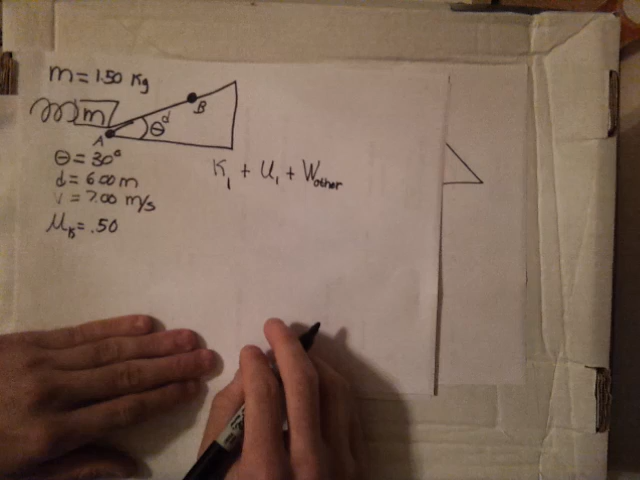 m = 1.50 Kg
m
B
d
θ
A
θ = 30°
d = 6.00 m
v = 7.00 m/s
μk = .50
K1 + U1 + Wother